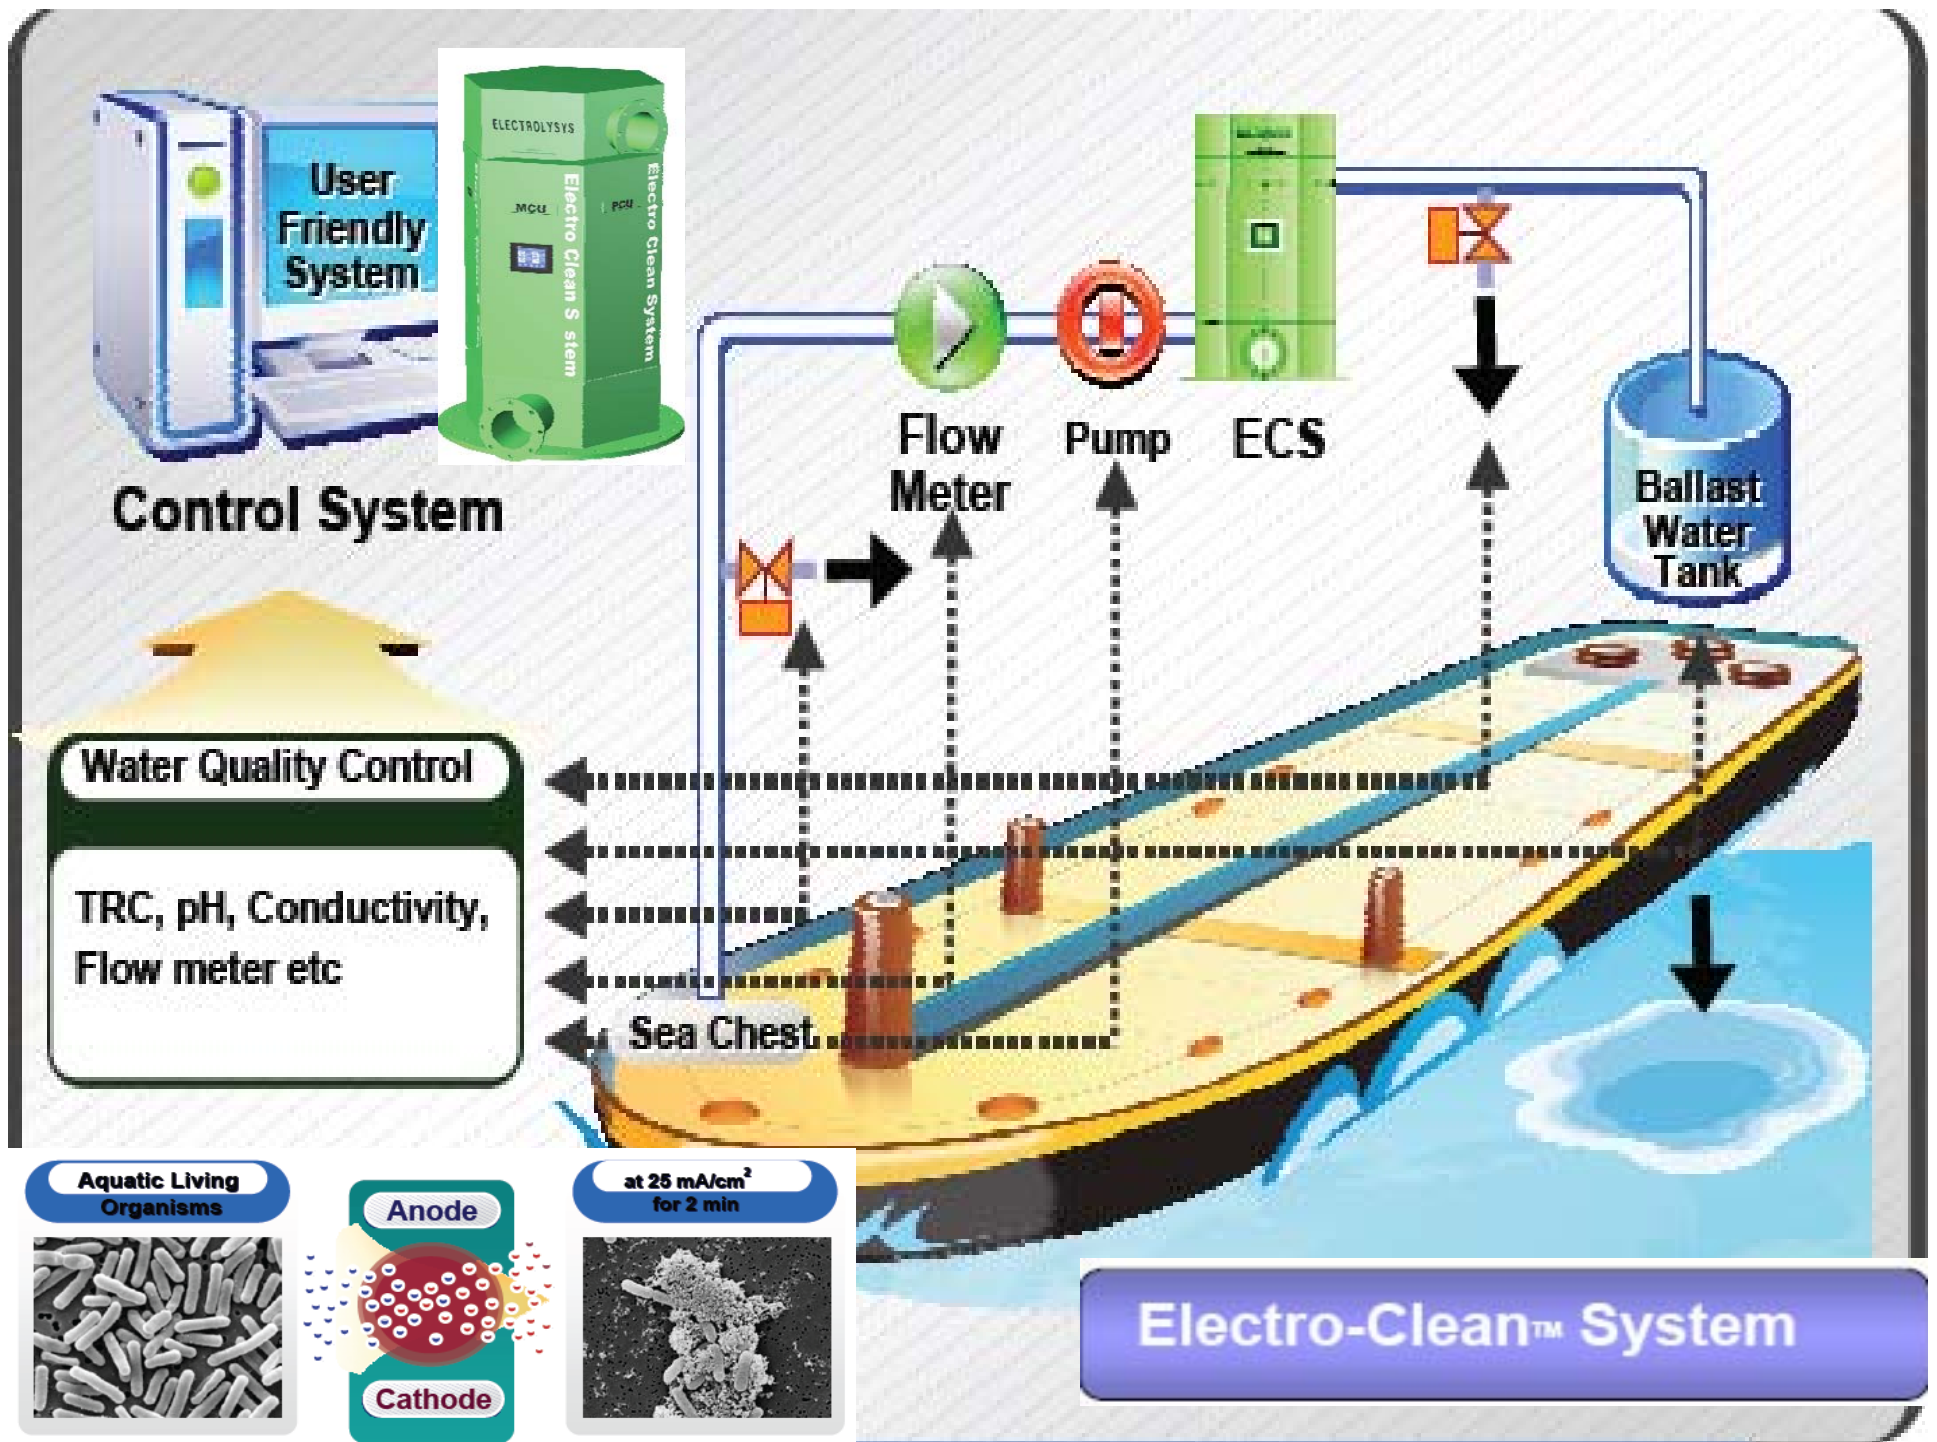 User
Friendly
System
ELECTROLYSYS
MCU
PCU
Electro Clean S stem
Electro Clean System
Control System
Flow
Meter
Pump
ECS
Ballast
Water
Tank
Water Quality Control
TRC, pH, Conductivity,
Flow meter etc
Sea Chest
Aquatic Living
Organisms
Anode
Cathode
at 25 mA/cm²
for 2 min
Electro-Clean™ System